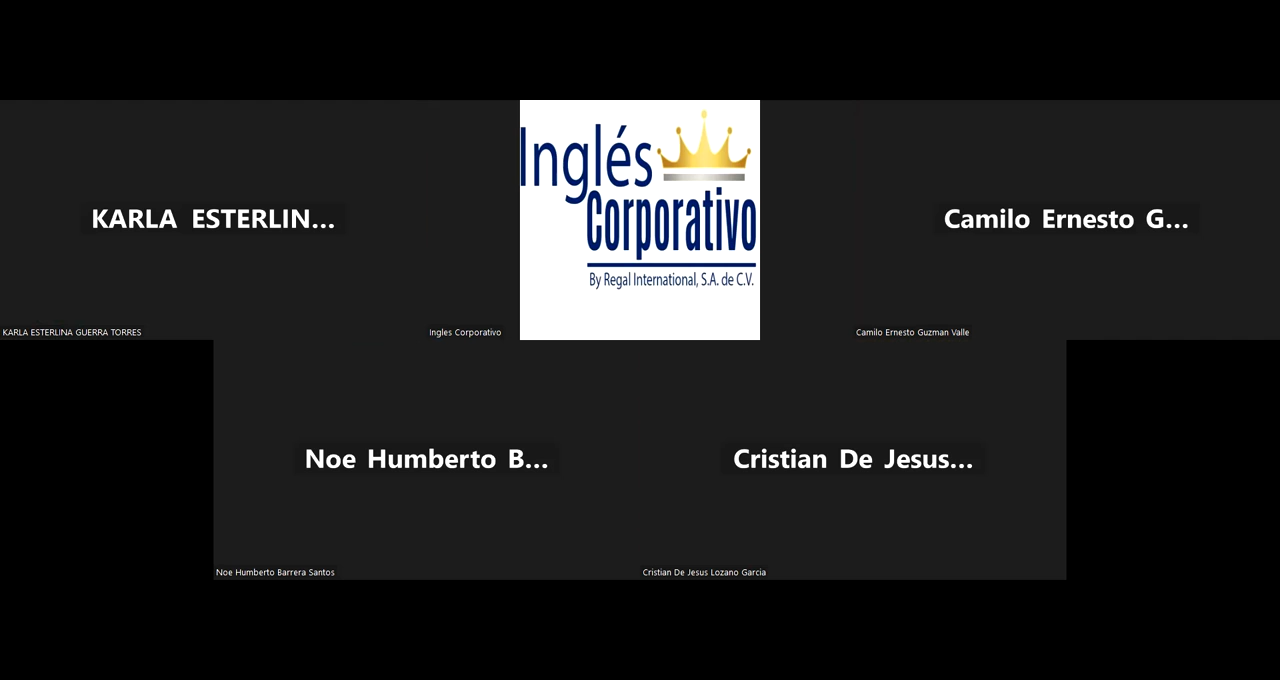 KARLA ESTERLIN...
KARLA ESTERLINA GUERRA TORRES
Inglés
Corporativo
By Regal International, S.A. de C.V.
Ingles Corporativo
Camilo Ernesto G...
Camilo Ernesto Guzman Valle
Noe Humberto B...
Noe Humberto Barrera Santos
Cristian De Jesus...
Cristian De Jesus Lozano Garcia